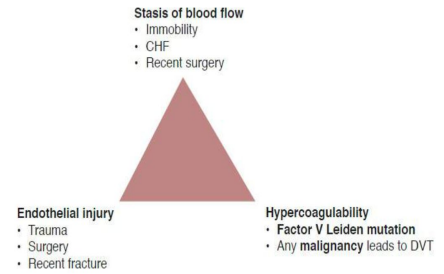 Stasis of blood flow
• Immobility
• CHF
• Recent surgery
Endothelial injury
• Trauma
• Surgery
• Recent fracture
Hypercoagulability
• Factor V Leiden mutation
• Any malignancy leads to DVT